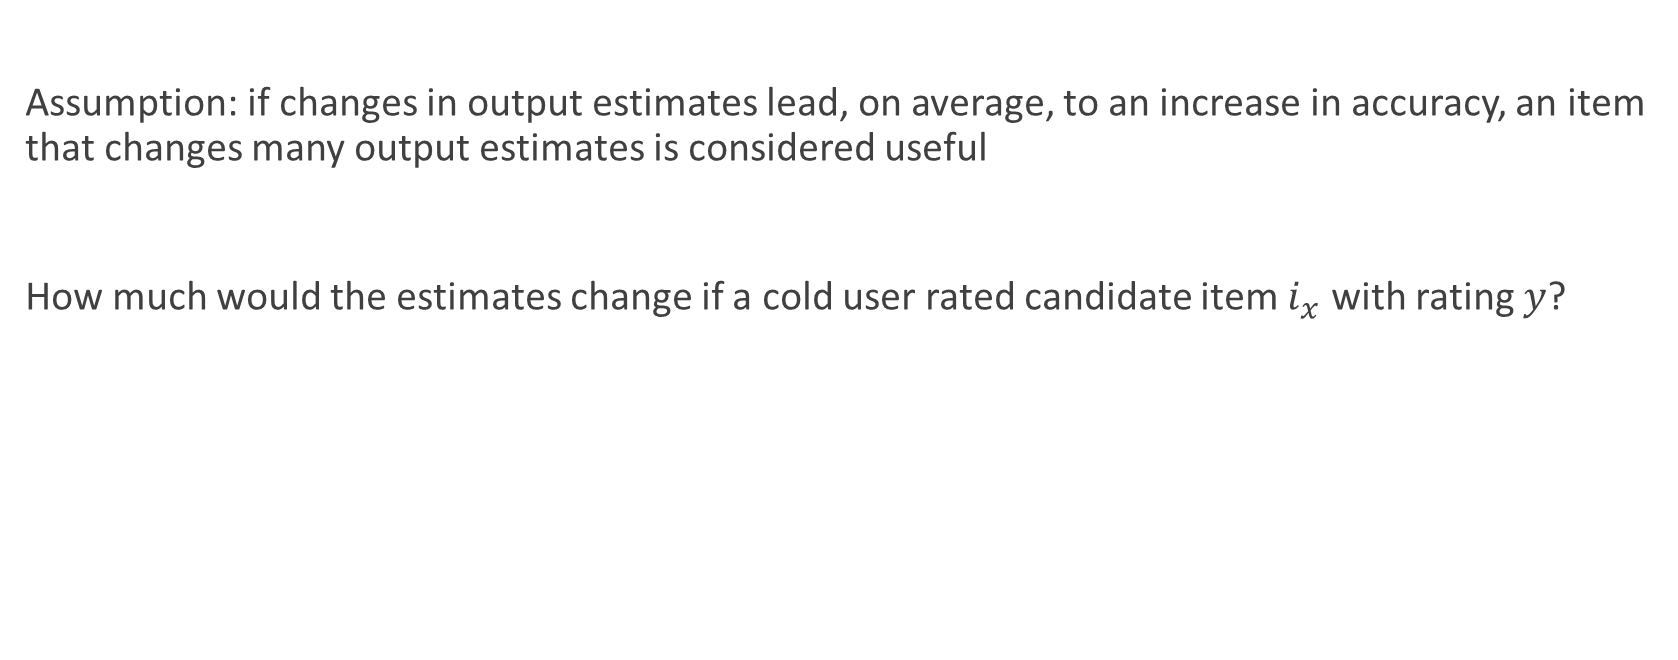 Assumption: if changes in output estimates lead, on average, to an increase in accuracy, an item
that changes many output estimates is considered useful
How much would the estimates change if a cold user rated candidate item 𝑖ₓ with rating 𝑦?